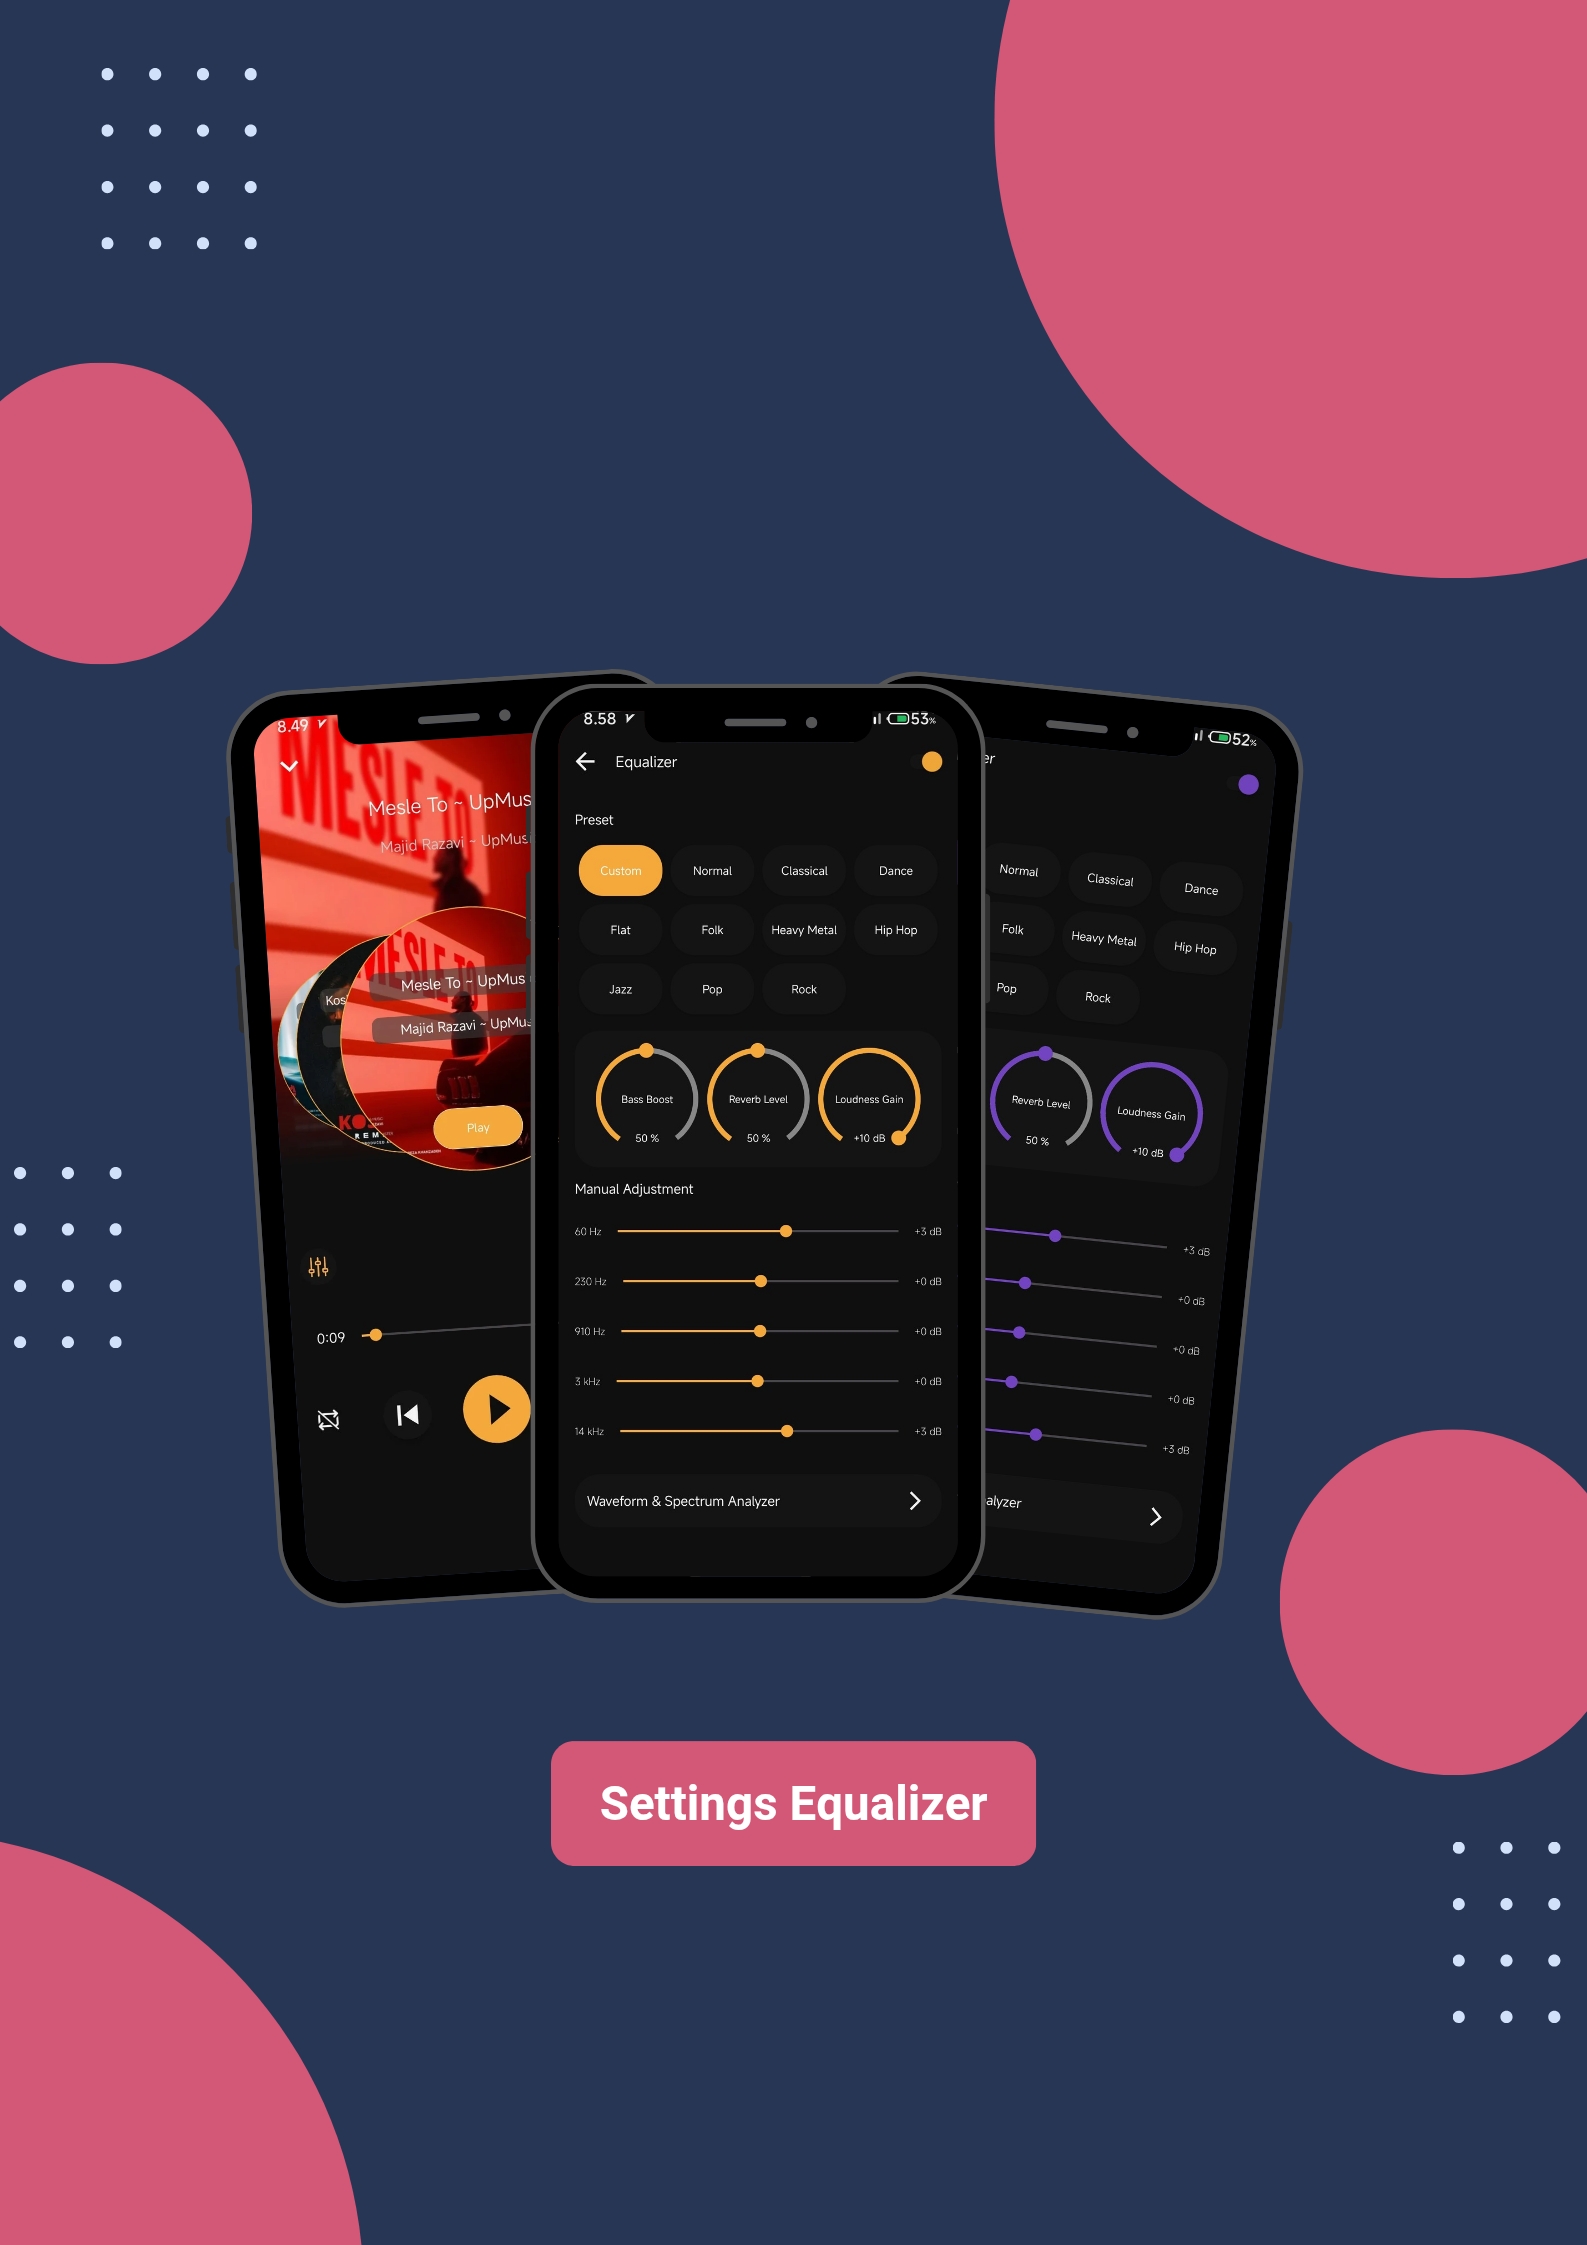 8.49
MESLE TO
Mesle To ~ UpMus
Majid Razavi ~ UpMus
MESLE TO
Kos
Mesle To ~ UpMus
Majid Razavi ~ UpMus
Play
0:09
8.58
53%
Equalizer
Preset
Custom Normal Classical Dance
Flat Folk Heavy Metal Hip Hop
Jazz Pop Rock
Bass Boost Reverb Level Loudness Gain
50 % 50 % +10 dB
Manual Adjustment
60 Hz +3 dB
230 Hz +0 dB
910 Hz +0 dB
3 kHz +0 dB
14 kHz +3 dB
Waveform & Spectrum Analyzer
52%
er
Normal Classical Dance
Folk Heavy Metal Hip Hop
Pop Rock
Reverb Level Loudness Gain
50 % +10 dB
+3 dB
+0 dB
+0 dB
+0 dB
+3 dB
alyzer
Settings Equalizer